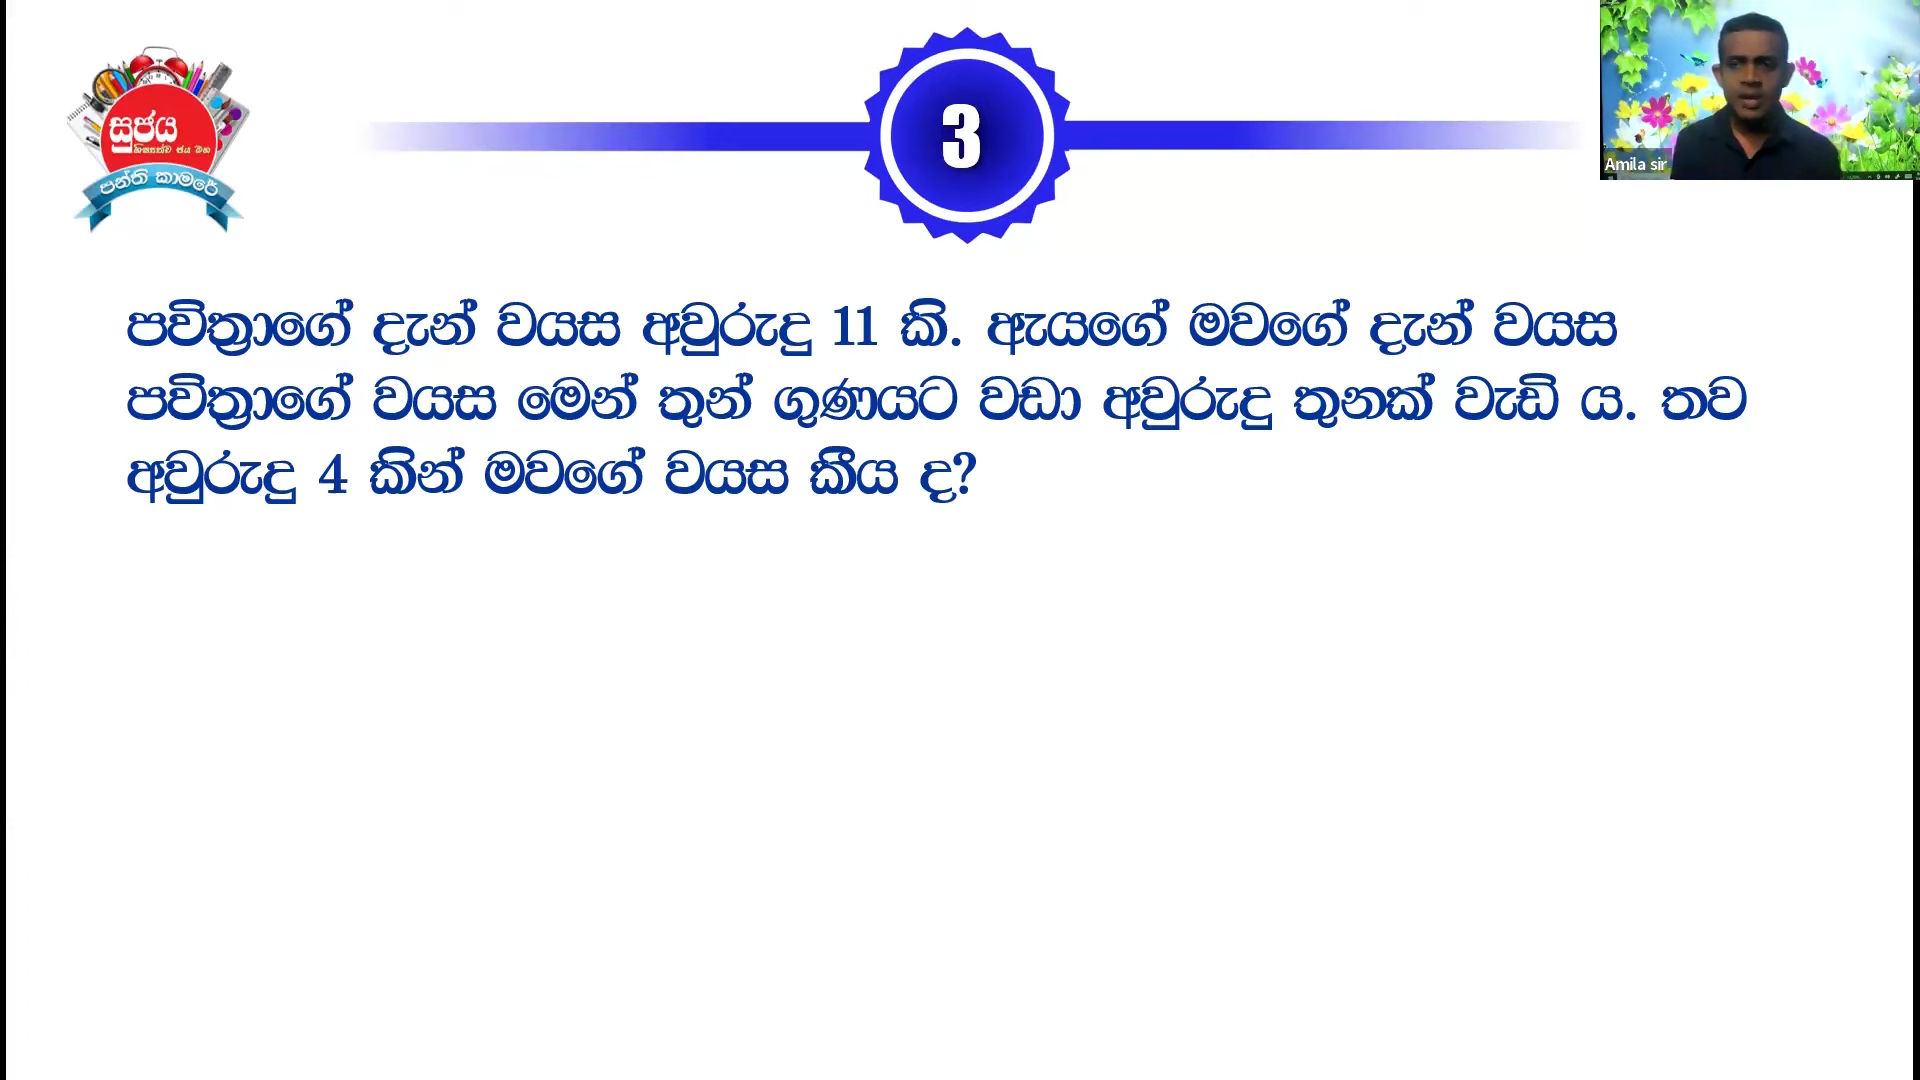 3
Amila sir
සුජය
පන්ති කාමරේ
පවිත්‍රාගේ දැන් වයස අවුරුදු 11 කි. ඇයගේ මවගේ දැන් වයස
පවිත්‍රාගේ වයස මෙන් තුන් ගුණයට වඩා අවුරුදු තුනක් වැඩි ය. තව
අවුරුදු 4 කින් මවගේ වයස කීය ද?